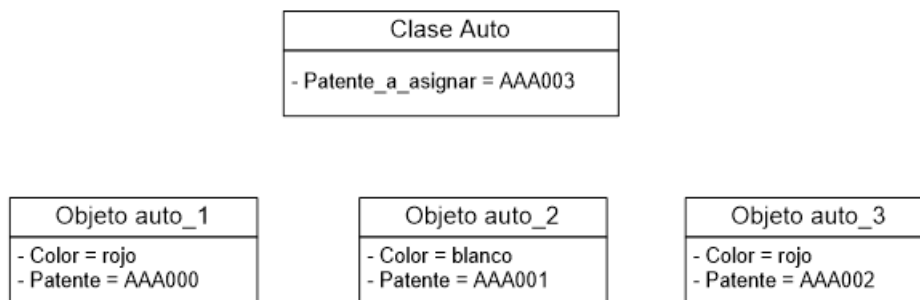 Clase Auto
- Patente_a_asignar = AAA003
Objeto auto_1
- Color = rojo
- Patente = AAA000
Objeto auto_2
- Color = blanco
- Patente = AAA001
Objeto auto_3
- Color = rojo
- Patente = AAA002